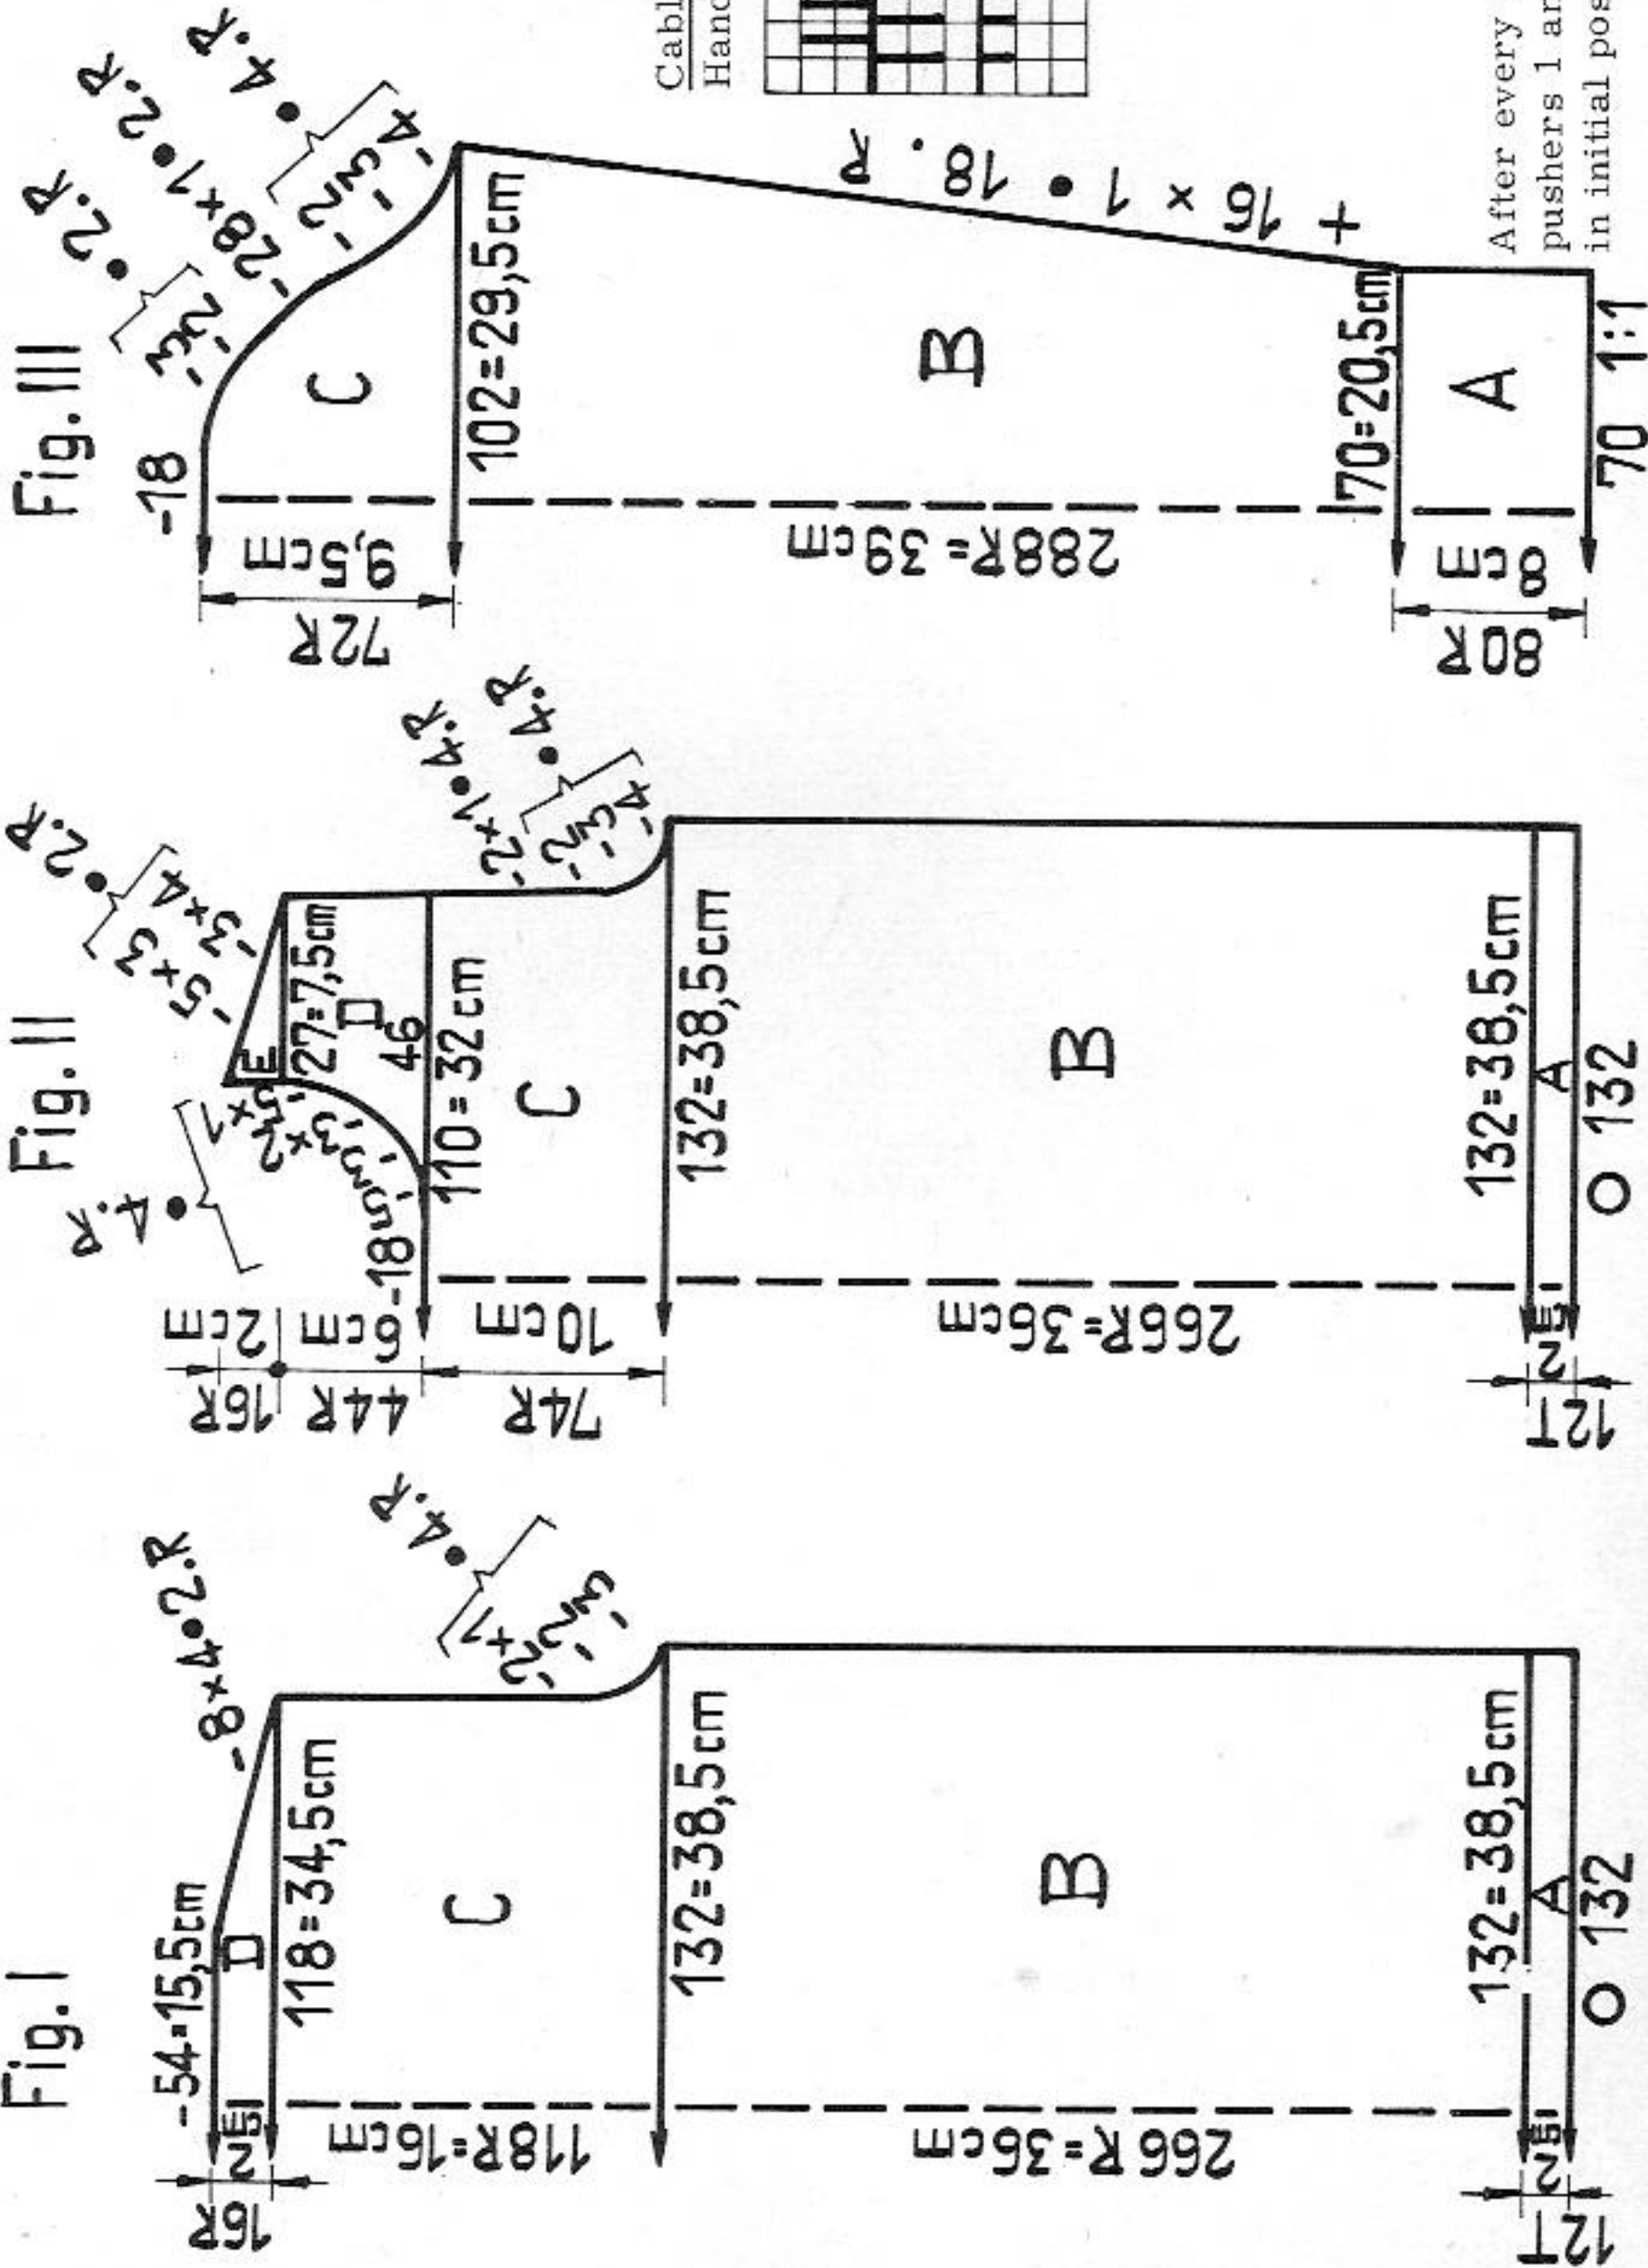 Fig. I
-54=15,5cm
-8×4•2.R
D
2cm
16R
118=34,5cm
C
118R=16cm
-2×1
-2
-3
•4.R
132=38,5cm
B
266R=36cm
132=38,5cm
A
2cm
12T
O 132
Fig. II
-5×3
-3×4
•2.R
E
2cm
16R
27=7,5cm
D
46
6cm
44R
•4.R
-18
-5
-3
110=32cm
C
10cm
74R
-2×1•4.R
-2
-3
-4
•4.R
132=38,5cm
B
266R=36cm
132=38,5cm
A
2cm
12T
O 132
Fig. III
-18
-3
-2
•2.R
-28×1•2.R
-2
-3
-4
•4.R
C
9,5cm
72R
102=29,5cm
B
288R=39cm
+ 16 × 1 • 18. R
70=20,5cm
A
8cm
80R
70 1:1
Cabl
Hand
After every
pushers 1 an
in initial pos